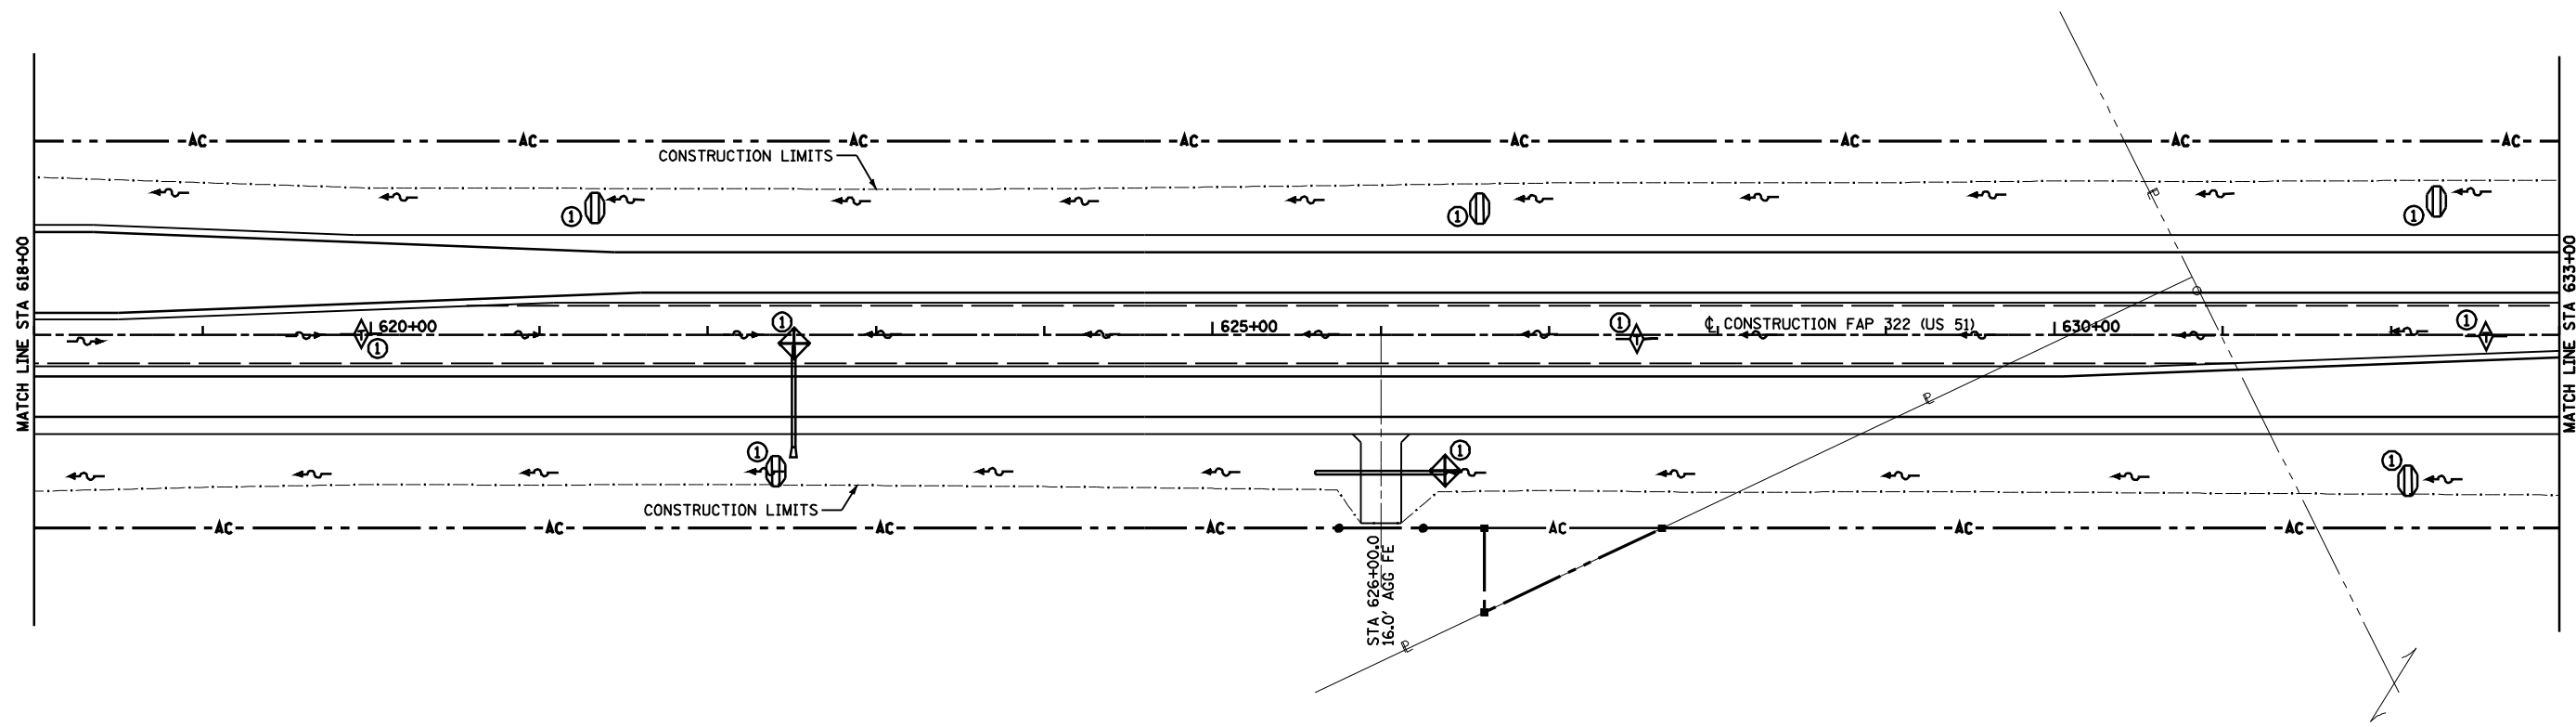 AC AC AC AC AC AC AC AC
CONSTRUCTION LIMITS
1 1 1
MATCH LINE STA 618+00
MATCH LINE STA 633+00
℄ CONSTRUCTION FAP 322 (US 51)
620+00 625+00 630+00
1 1 1 1
1 1 1
CONSTRUCTION LIMITS
AC AC AC AC AC AC AC
STA 626+00.0
16.0' AGG FE